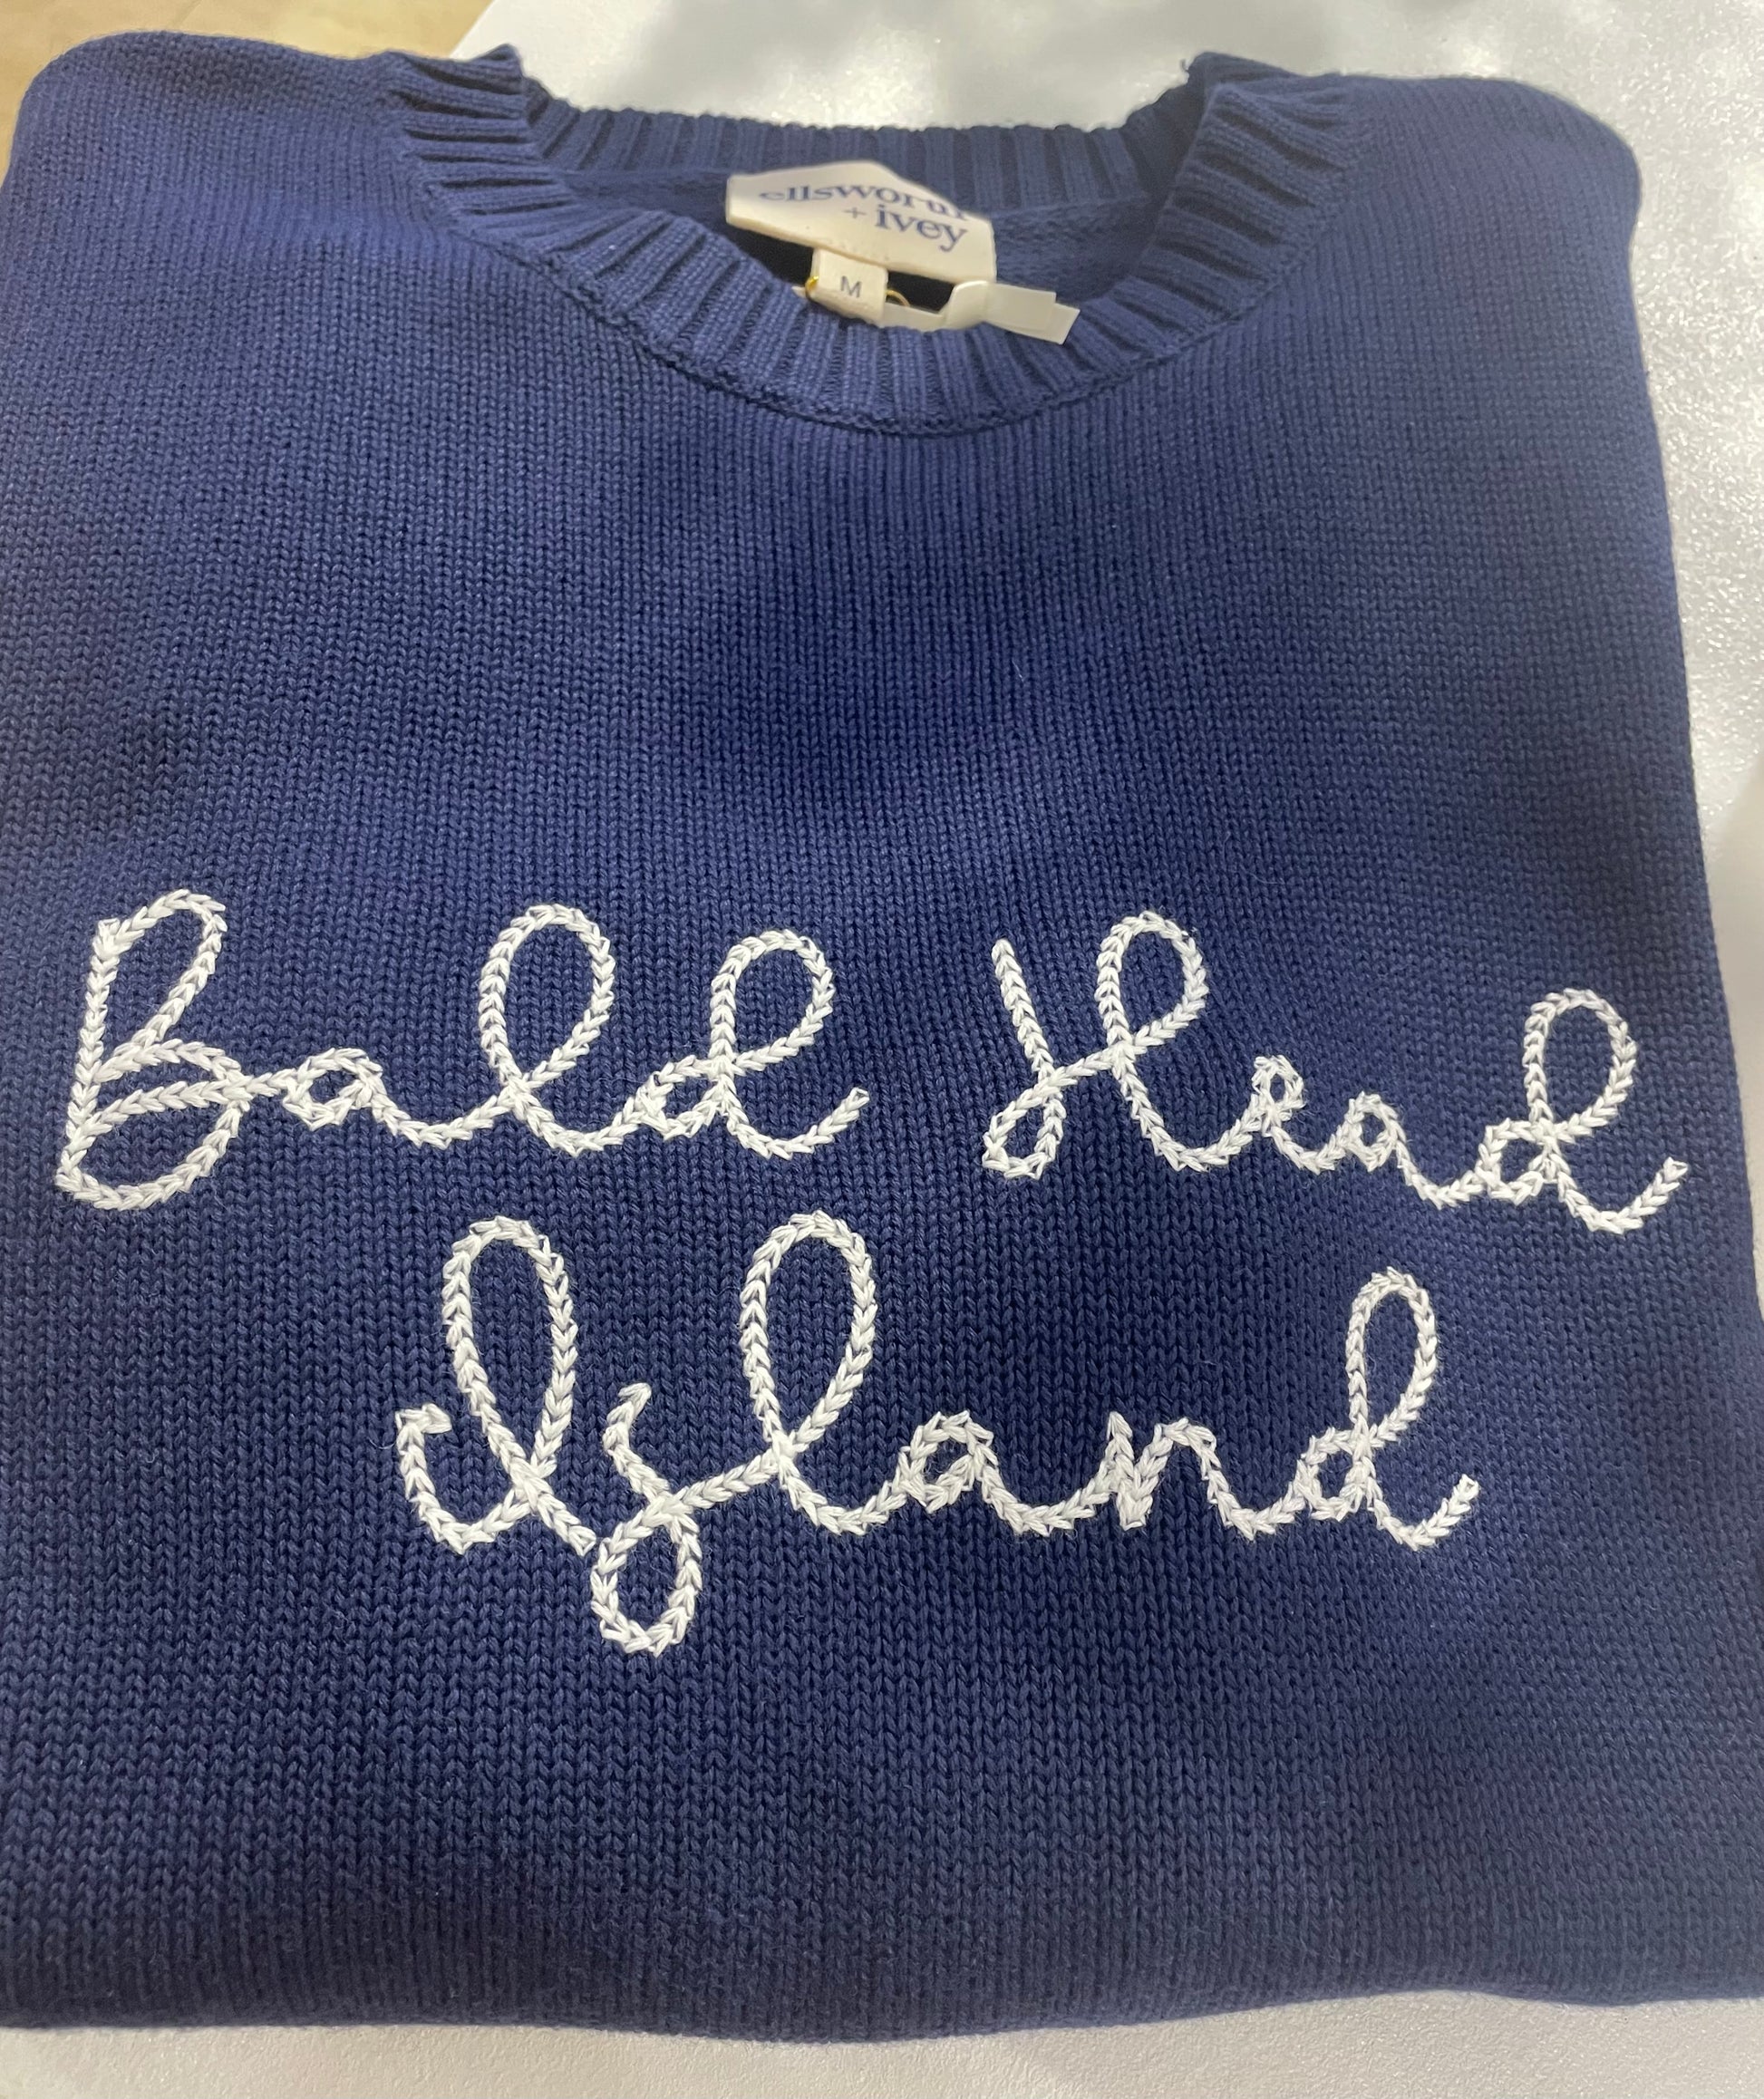 ellsworth
+ ivey
M
Bald Head
Island